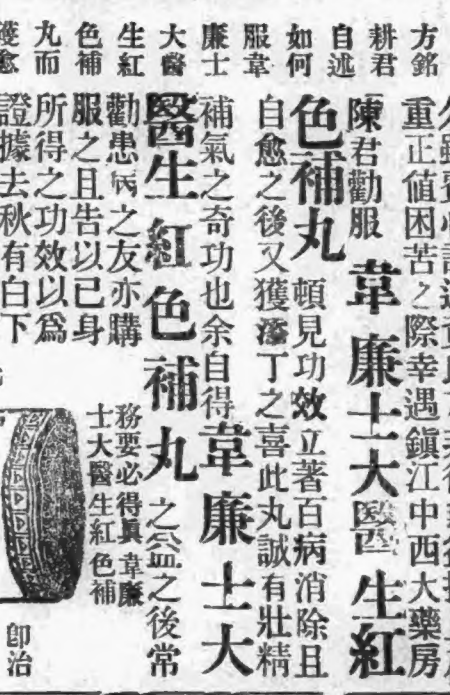 方銘
耕君
自述
如何
服韋
廉士
大醫
生紅
色補
丸而
獲愈
重正値困苦之際幸遇鎮江中西大藥房
陳君勸服韋廉士大醫生紅
色補丸頓見功效立著百病消除且
自愈之後又獲添丁之喜此丸誠有壯精
補氣之奇功也余自得韋廉士大
醫生紅色補丸之益之後常
勸患病之友亦購
服之且告以己身
所得之功效以爲
證據去秋有白下
務要必得眞韋廉
士大醫生紅色補
卽治